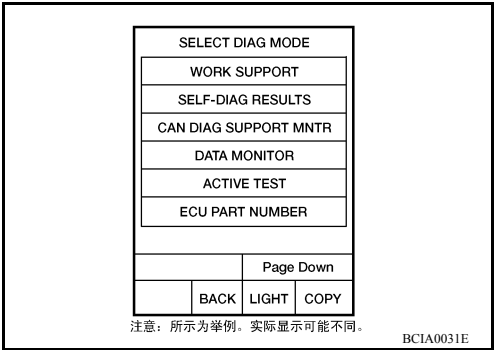 SELECT DIAG MODE
WORK SUPPORT
SELF-DIAG RESULTS
CAN DIAG SUPPORT MNTR
DATA MONITOR
ACTIVE TEST
ECU PART NUMBER
Page Down
BACK LIGHT COPY
注意：所示为举例。实际显示可能不同。
BCIA0031E